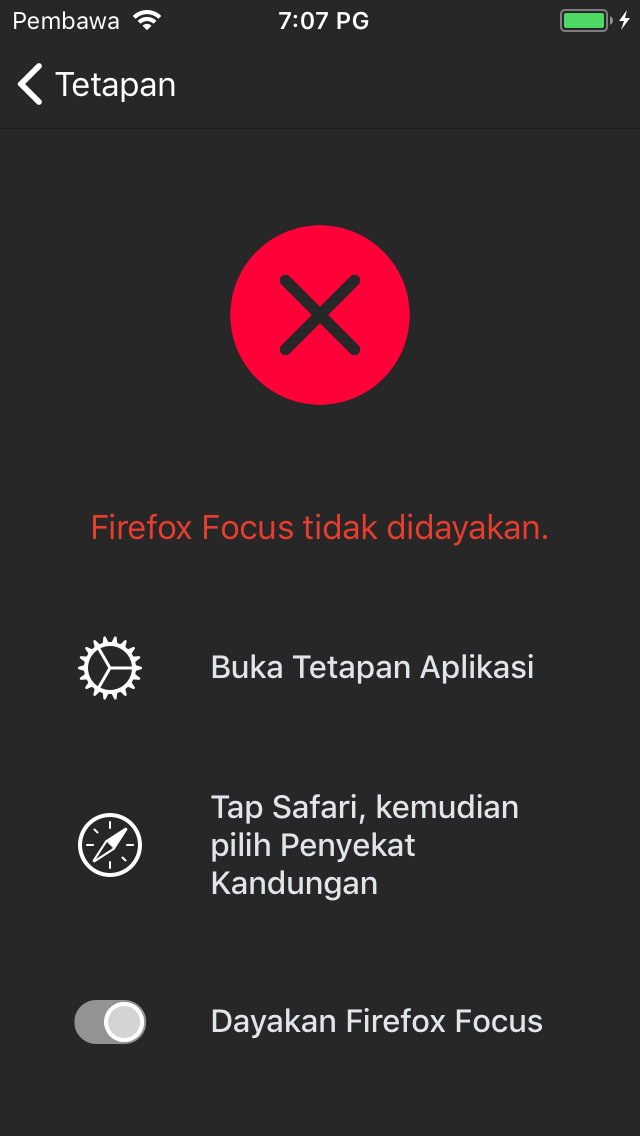 Pembawa 7:07 PG
Tetapan
Firefox Focus tidak didayakan.
Buka Tetapan Aplikasi
Tap Safari, kemudian
pilih Penyekat
Kandungan
Dayakan Firefox Focus